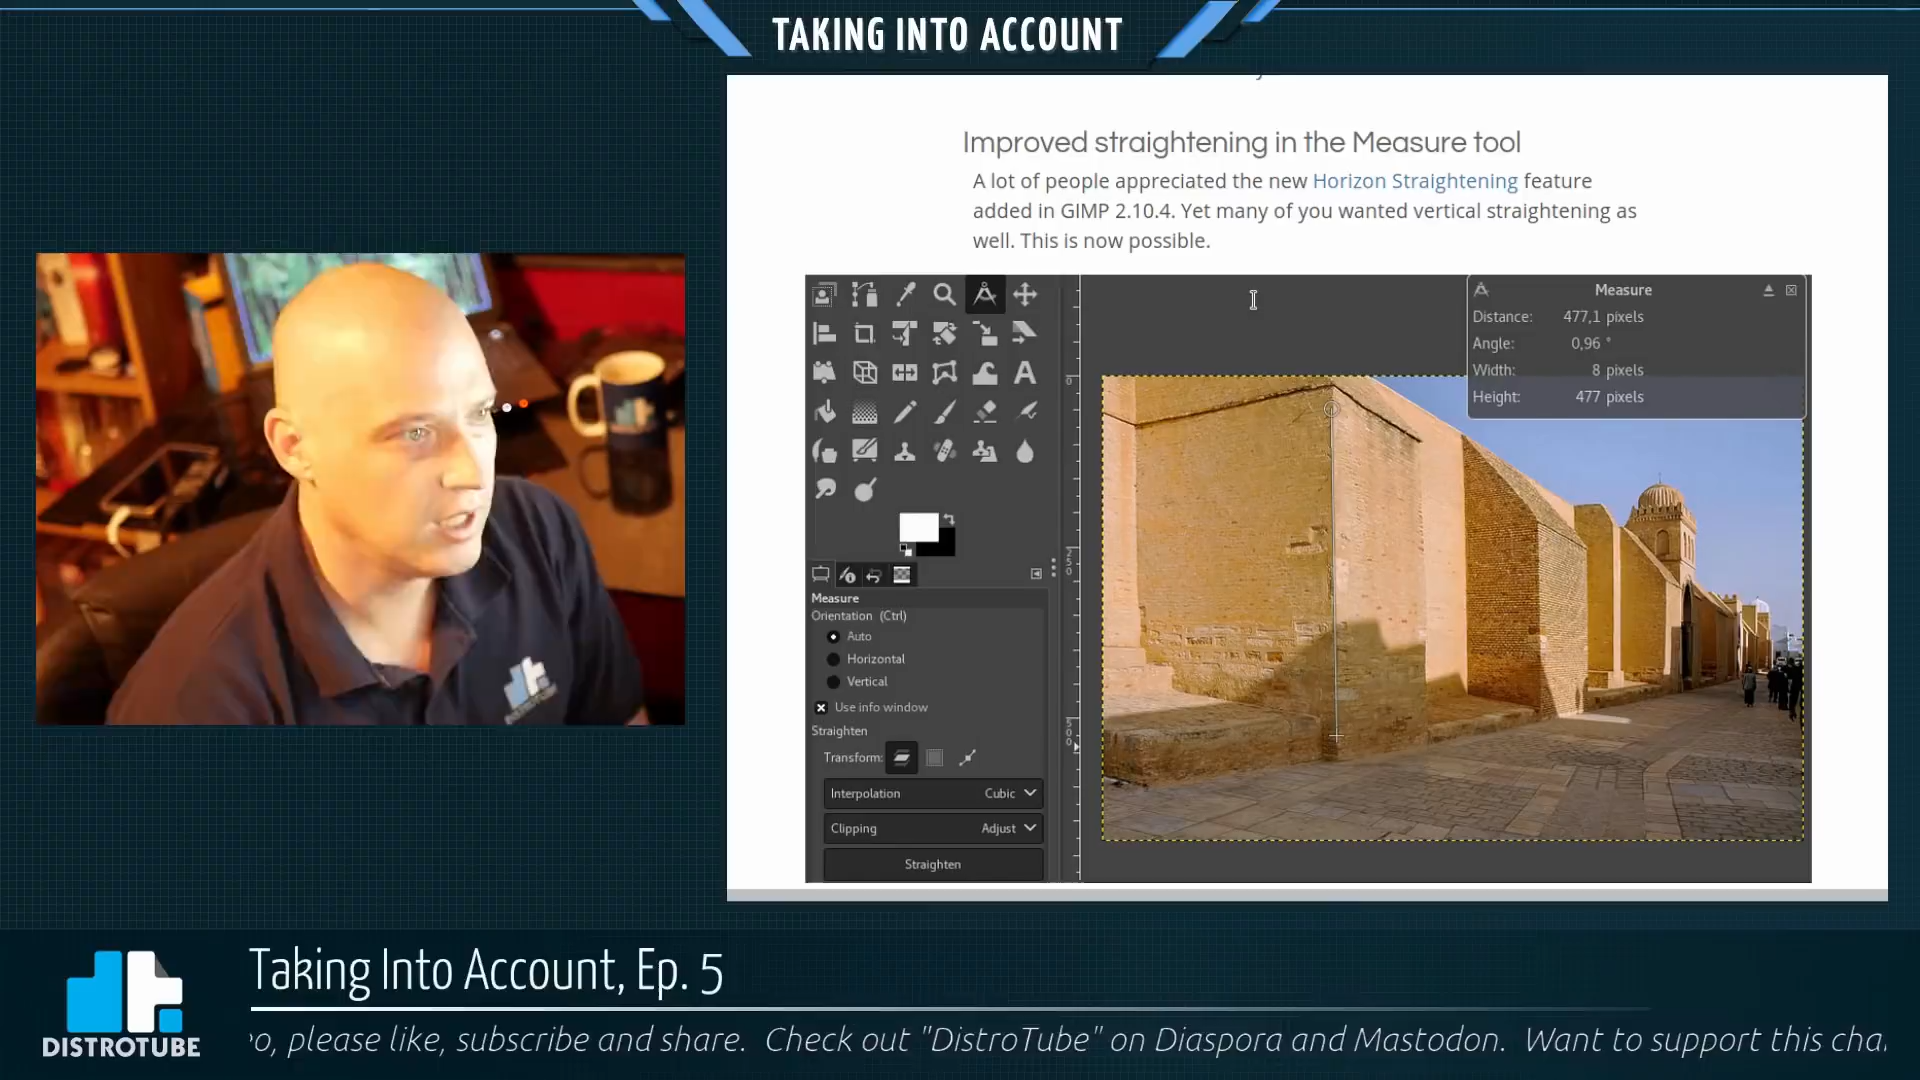 TAKING INTO ACCOUNT
Improved straightening in the Measure tool
A lot of people appreciated the new Horizon Straightening feature
added in GIMP 2.10.4. Yet many of you wanted vertical straightening as
well. This is now possible.
Measure
Distance: 477,1 pixels
Angle: 0,96 °
Width: 8 pixels
Height: 477 pixels
0
250
500
Measure
Orientation (Ctrl)
Auto
Horizontal
Vertical
Use info window
Straighten
Transform:
Interpolation Cubic
Clipping Adjust
Straighten
Taking Into Account, Ep. 5
DISTROTUBE
o, please like, subscribe and share. Check out "DistroTube" on Diaspora and Mastodon. Want to support this cha